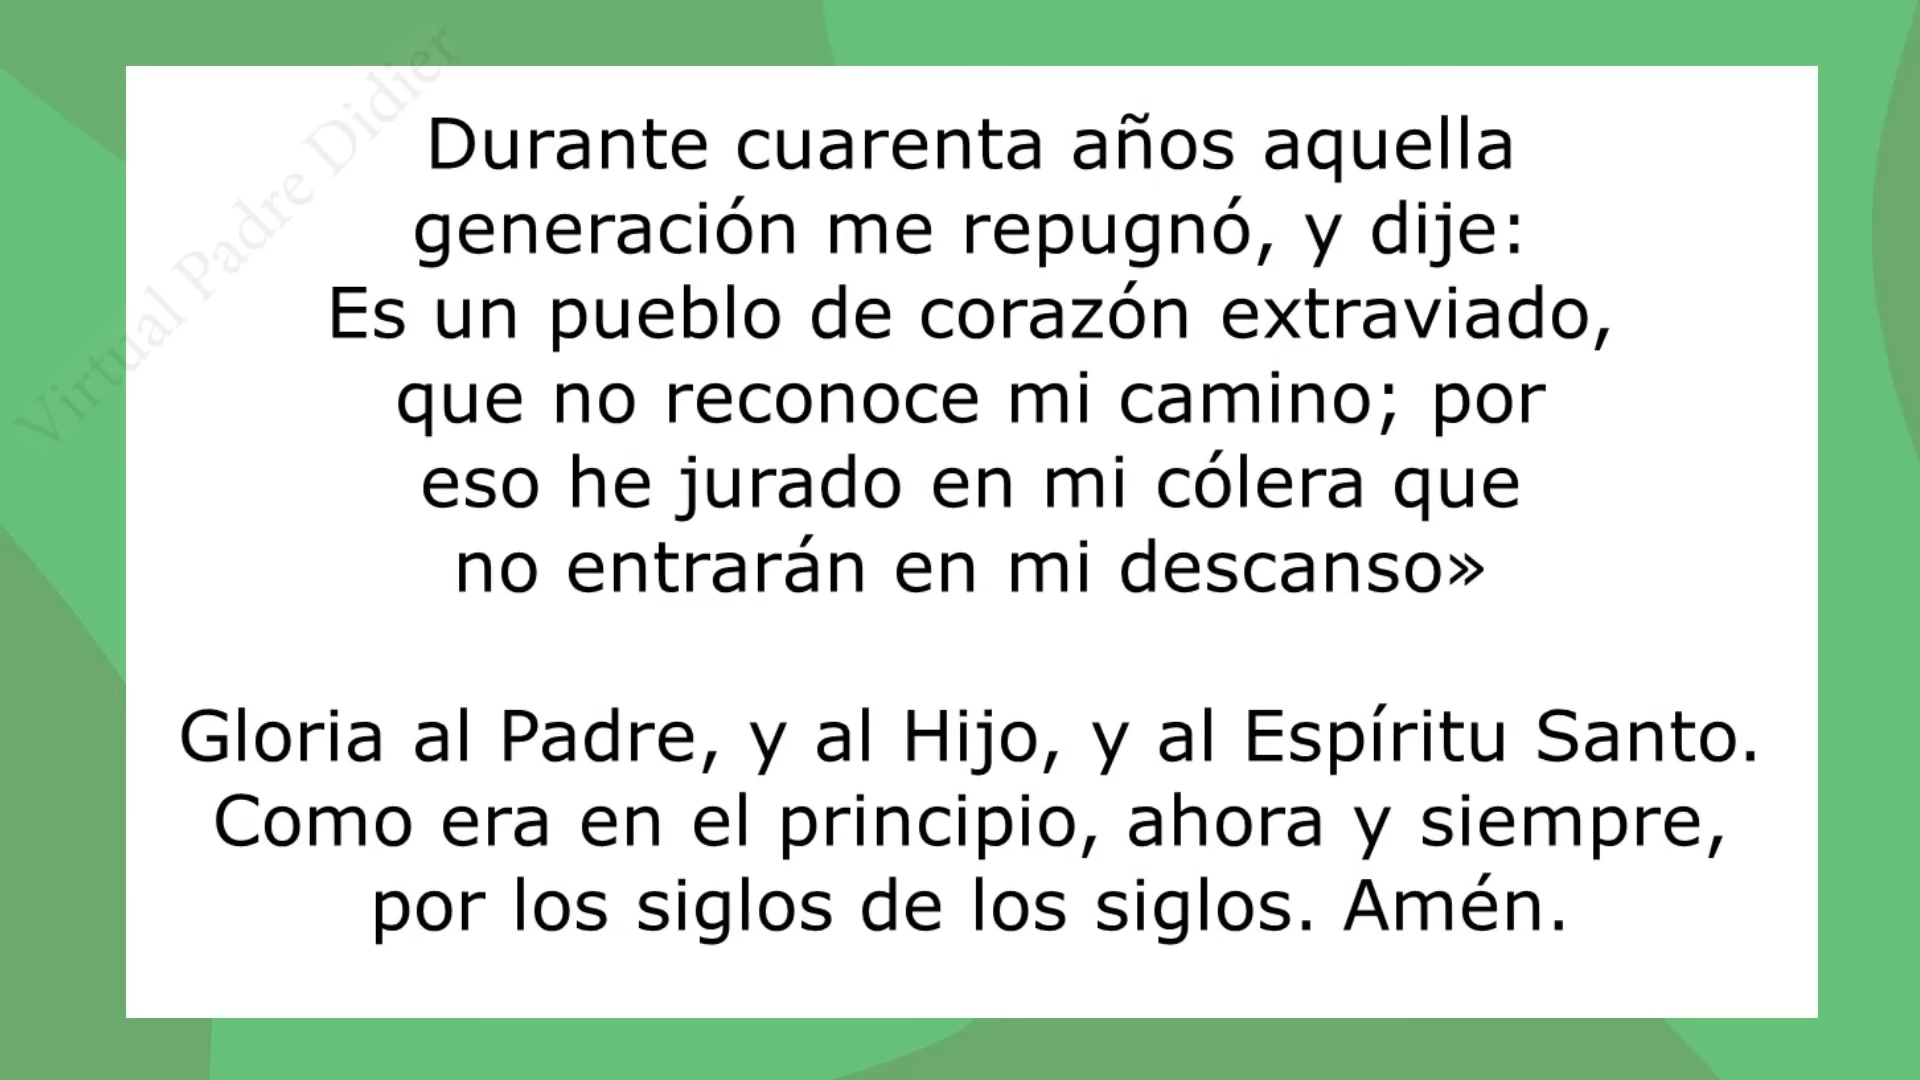 Virtual Padre Didier
Durante cuarenta años aquella
generación me repugnó, y dije:
Es un pueblo de corazón extraviado,
que no reconoce mi camino; por
eso he jurado en mi cólera que
no entrarán en mi descanso»
Gloria al Padre, y al Hijo, y al Espíritu Santo.
Como era en el principio, ahora y siempre,
por los siglos de los siglos. Amén.